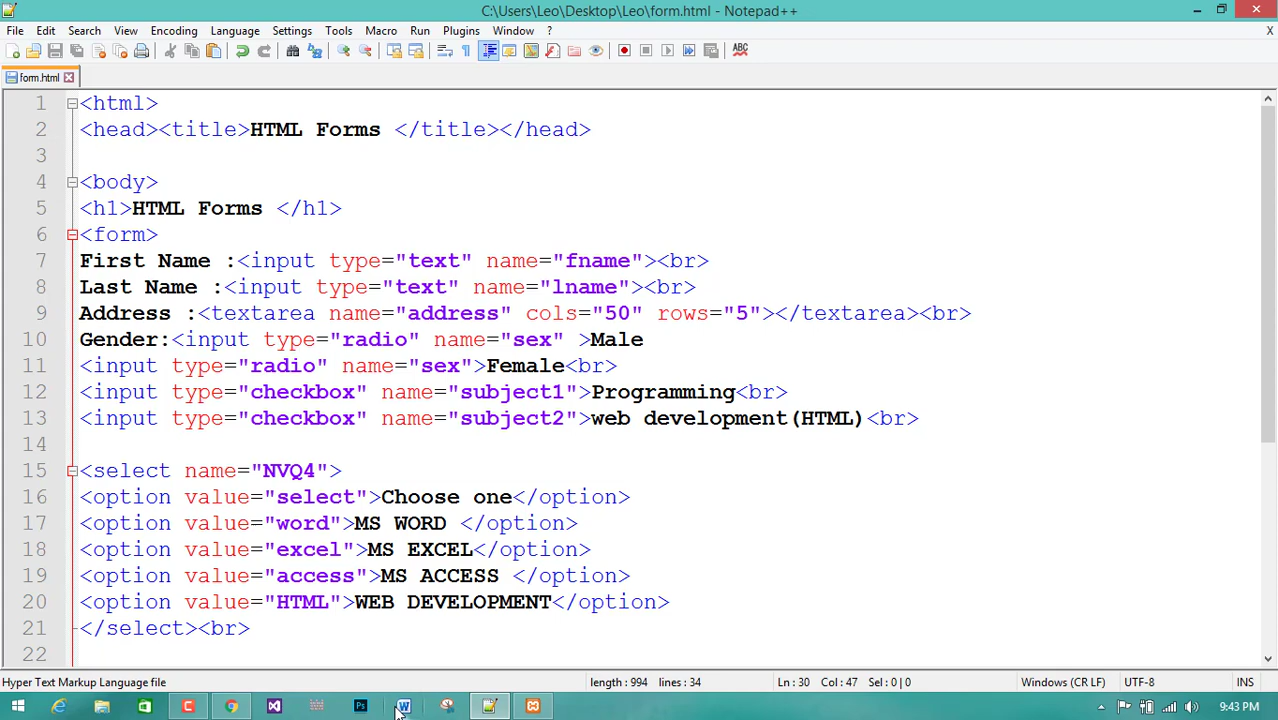 C:\Users\Leo\Desktop\Leo\form.html - Notepad++
File Edit Search View Encoding Language Settings Tools Macro Run Plugins Window ? X
ABC
form.html
1 <html>
2 <head><title>HTML Forms </title></head>
3
4 <body>
5 <h1>HTML Forms </h1>
6 <form>
7 First Name :<input type="text" name="fname"><br>
8 Last Name :<input type="text" name="lname"><br>
9 Address :<textarea name="address" cols="50" rows="5"></textarea><br>
10 Gender:<input type="radio" name="sex" >Male
11 <input type="radio" name="sex">Female<br>
12 <input type="checkbox" name="subject1">Programming<br>
13 <input type="checkbox" name="subject2">web development(HTML)<br>
14
15 <select name="NVQ4">
16 <option value="select">Choose one</option>
17 <option value="word">MS WORD </option>
18 <option value="excel">MS EXCEL</option>
19 <option value="access">MS ACCESS </option>
20 <option value="HTML">WEB DEVELOPMENT</option>
21 </select><br>
22
Hyper Text Markup Language file length : 994 lines : 34 Ln : 30 Col : 47 Sel : 0 | 0 Windows (CR LF) UTF-8 INS
9:43 PM